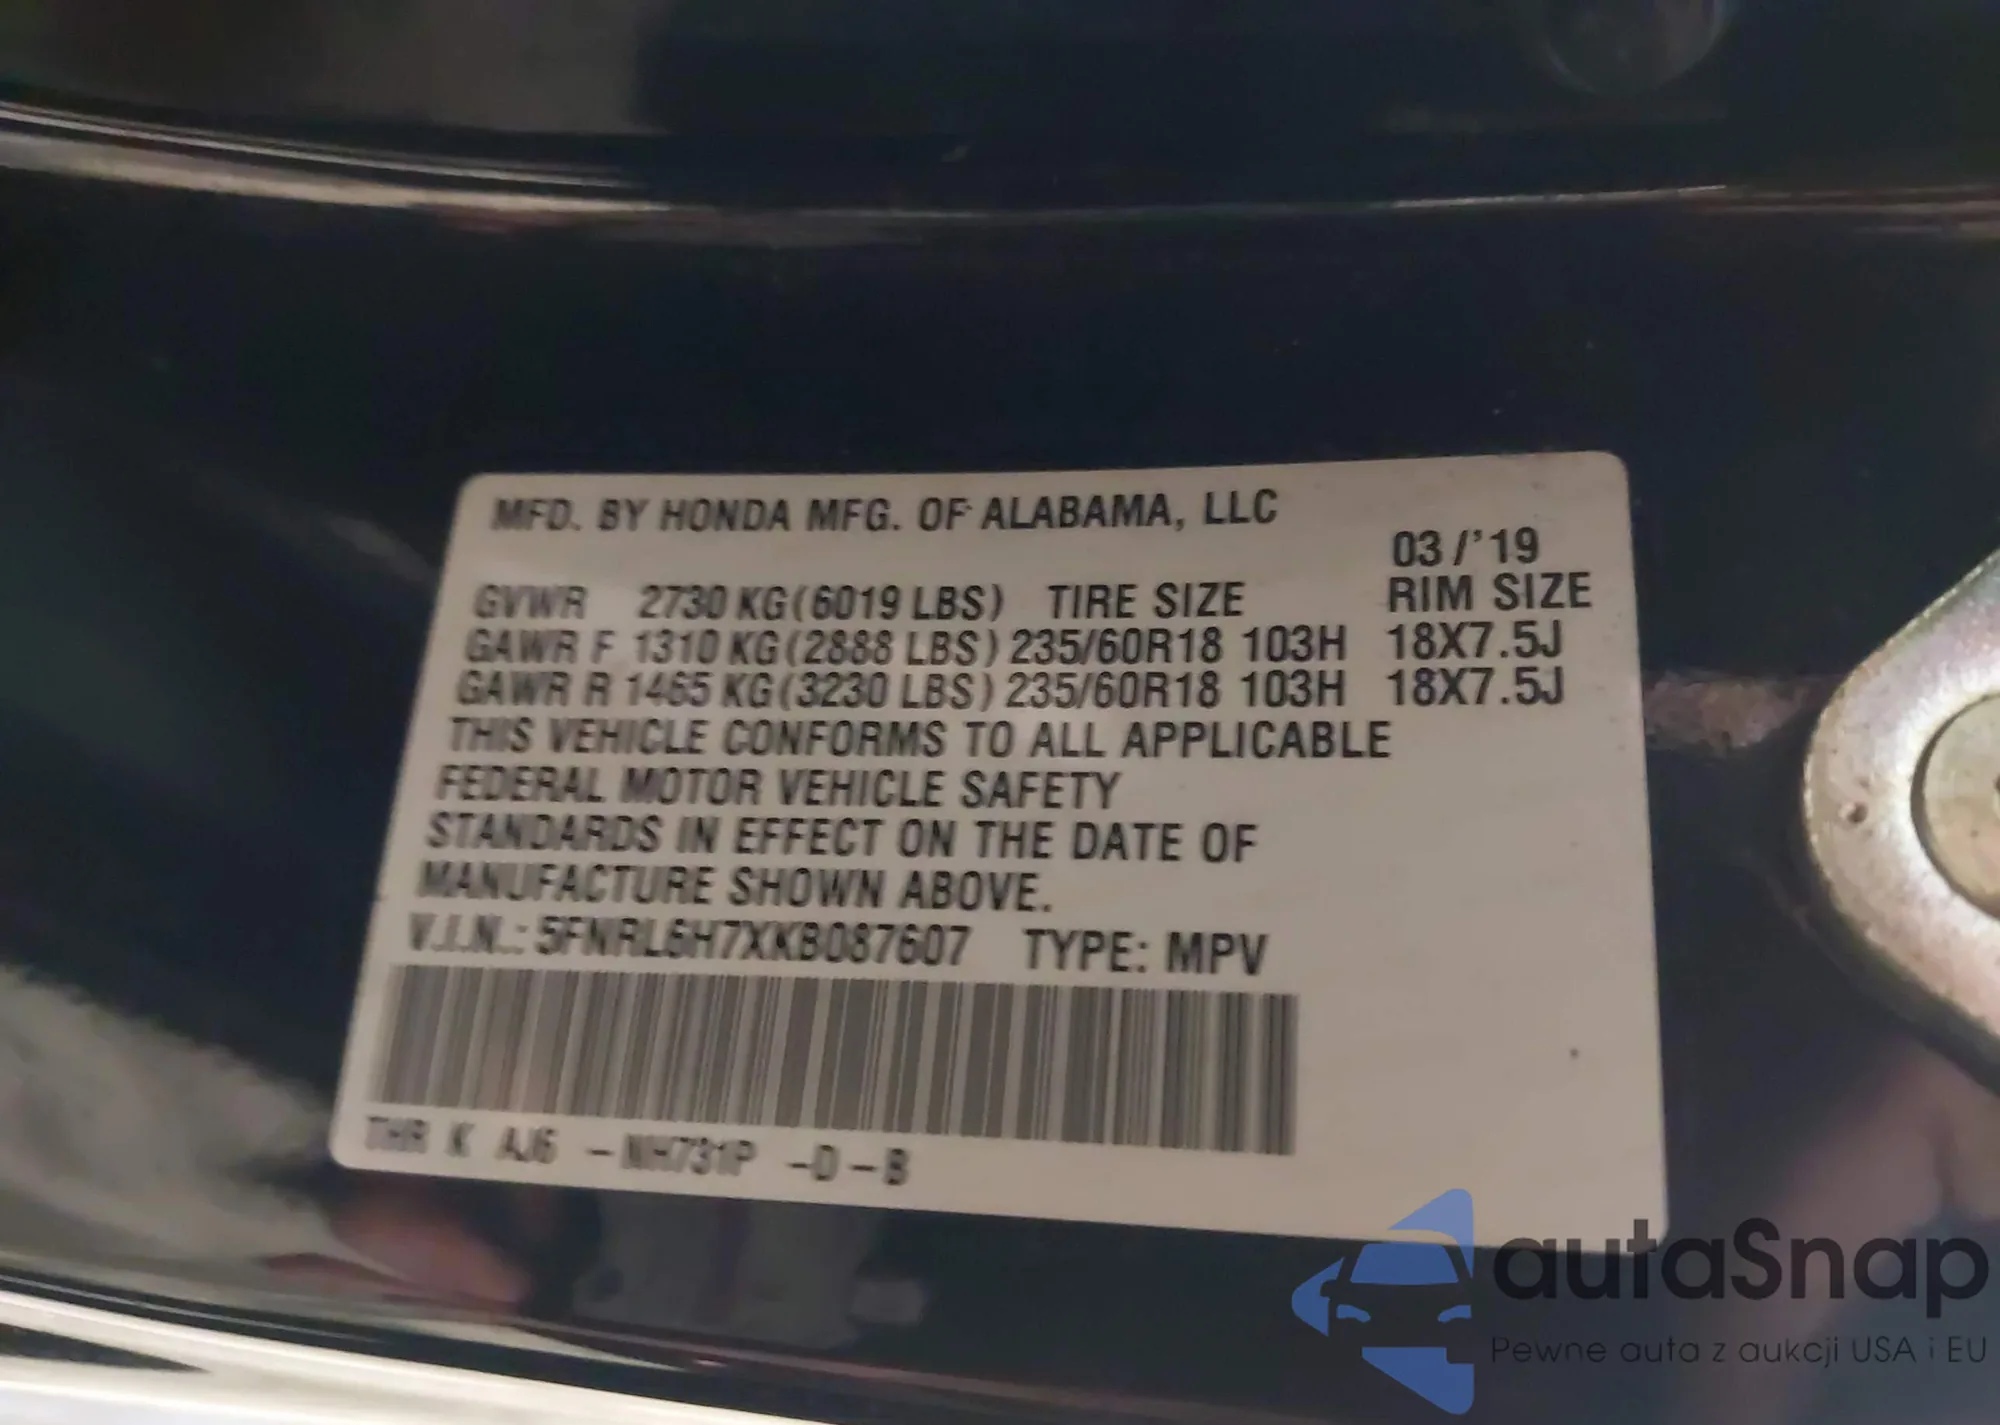 MFD. BY HONDA MFG. OF ALABAMA, LLC
03/'19
GVWR 2730 KG (6019 LBS) TIRE SIZE RIM SIZE
GAWR F 1310 KG (2888 LBS) 235/60R18 103H 18X7.5J
GAWR R 1465 KG (3230 LBS) 235/60R18 103H 18X7.5J
THIS VEHICLE CONFORMS TO ALL APPLICABLE
FEDERAL MOTOR VEHICLE SAFETY
STANDARDS IN EFFECT ON THE DATE OF
MANUFACTURE SHOWN ABOVE.
V.I.N.: 5FNRL6H7XKB087607 TYPE: MPV
THR K AJ6 -NH731P -D-B
autaSnap
Pewne auta z aukcji USA i EU